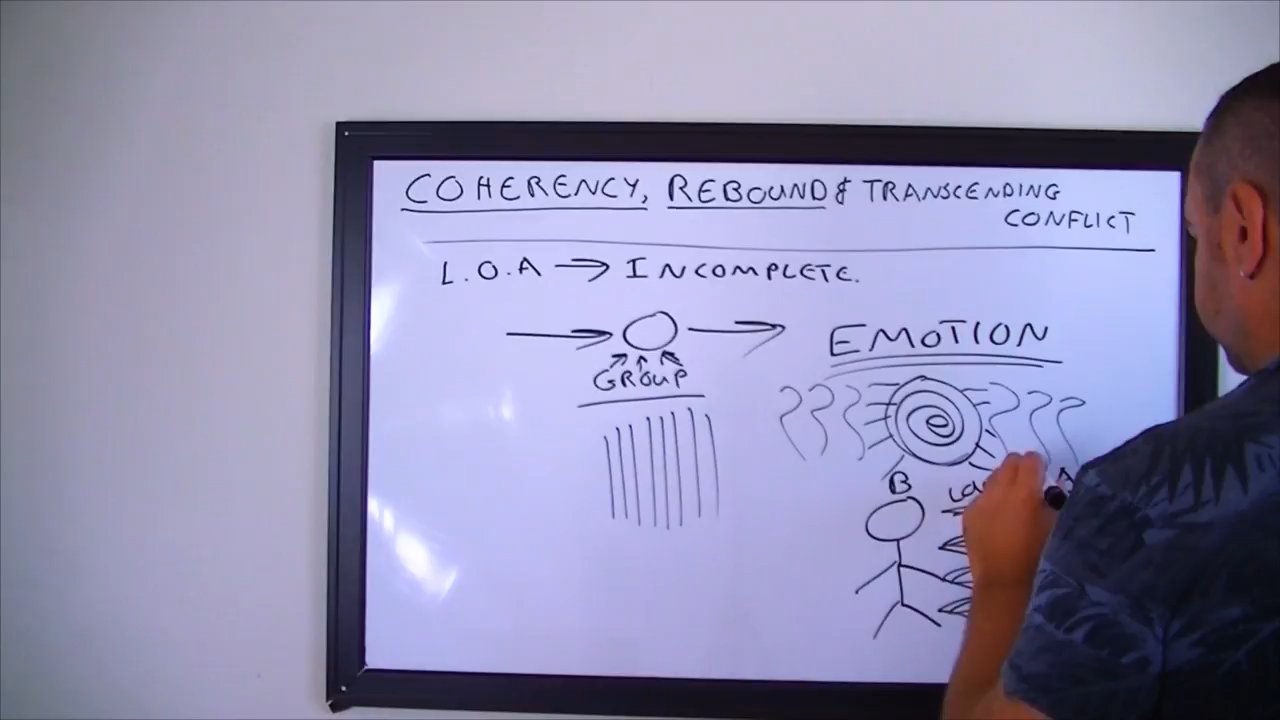 COHERENCY, REBOUND & TRANSCENDING
CONFLICT
L.O.A → INCOMPLETE.
EMOTION
GROUP
B